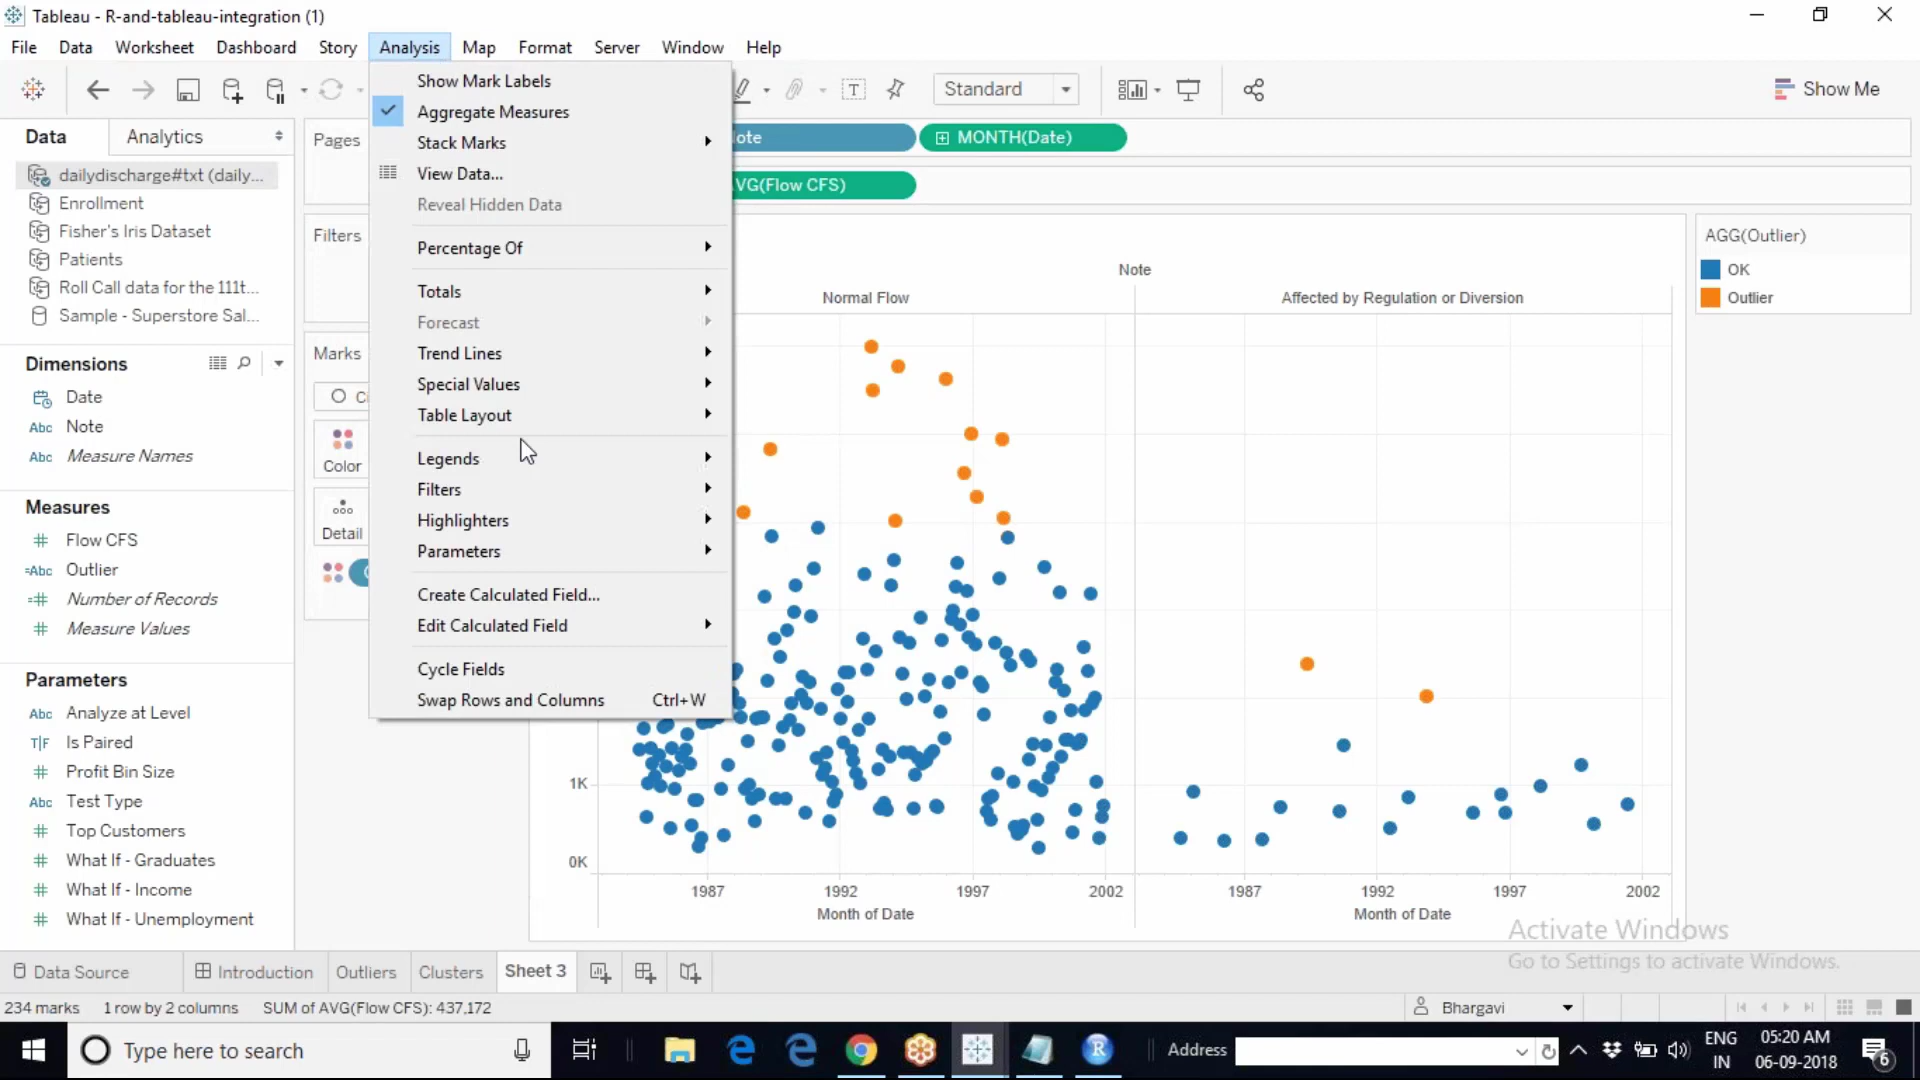 Tableau - R-and-tableau-integration (1)
File Data Worksheet Dashboard Story Analysis Map Format Server Window Help
Standard
Show Me
Data Analytics
dailydischarge#txt (daily...
Enrollment
Fisher's Iris Dataset
Patients
Roll Call data for the 111t...
Sample - Superstore Sal...
Dimensions
Date
Abc Note
Abc Measure Names
Measures
# Flow CFS
=Abc Outlier
=# Number of Records
# Measure Values
Parameters
Abc Analyze at Level
T|F Is Paired
# Profit Bin Size
Abc Test Type
# Top Customers
# What If - Graduates
# What If - Income
# What If - Unemployment
Pages
Filters
Marks
Color
Detail
Show Mark Labels
Aggregate Measures
Stack Marks
View Data...
Reveal Hidden Data
Percentage Of
Totals
Forecast
Trend Lines
Special Values
Table Layout
Legends
Filters
Highlighters
Parameters
Create Calculated Field...
Edit Calculated Field
Cycle Fields
Swap Rows and Columns Ctrl+W
MONTH(Date)
VG(Flow CFS)
Note
Normal Flow
Affected by Regulation or Diversion
1K
0K
1987 1992 1997 2002
Month of Date
1987 1992 1997 2002
Month of Date
AGG(Outlier)
OK
Outlier
Activate Windows
Go to Settings to activate Windows.
Data Source Introduction Outliers Clusters Sheet 3
234 marks 1 row by 2 columns SUM of AVG(Flow CFS): 437,172
Bhargavi
Type here to search
Address
ENG
IN
05:20 AM
06-09-2018
6